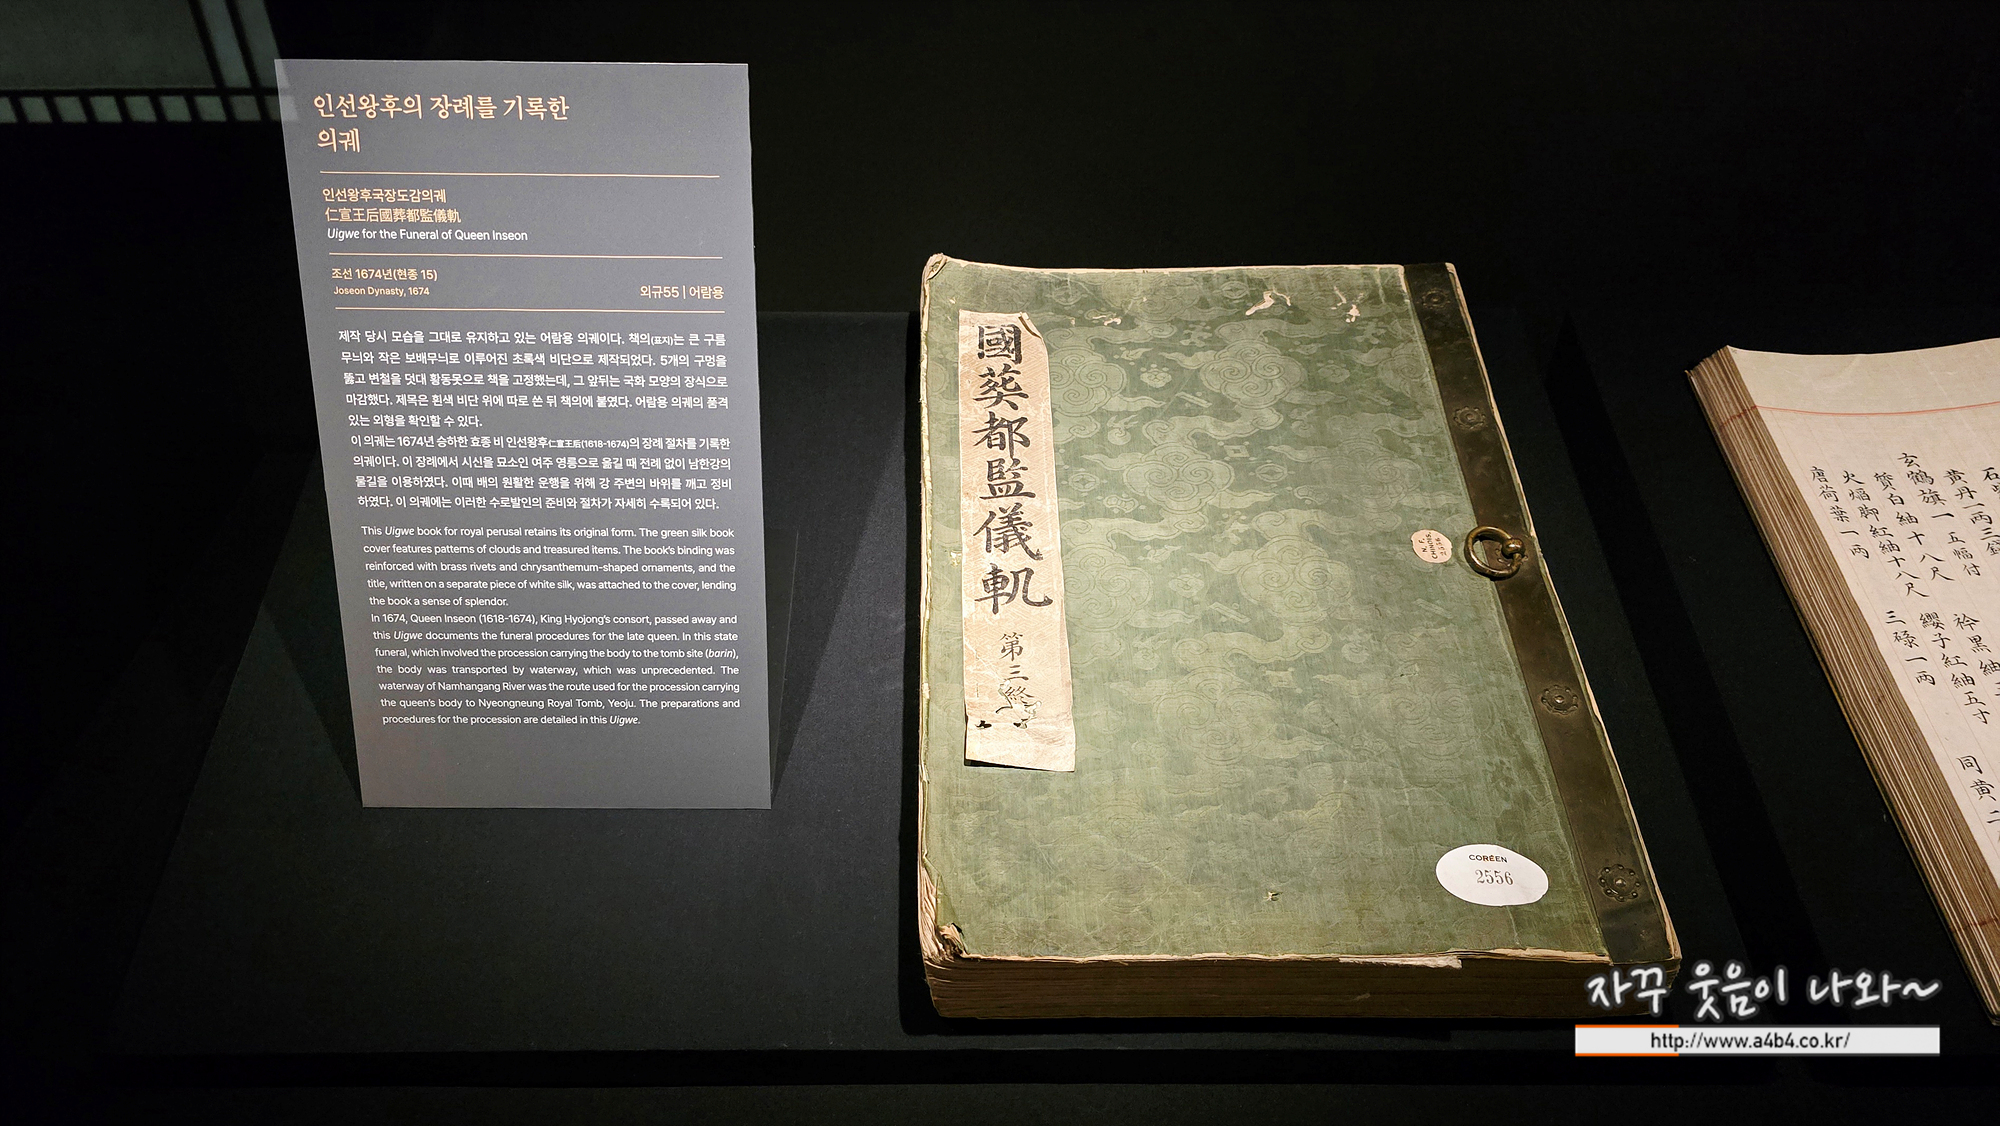 인선왕후의 장례를 기록한
의궤
인선왕후국장도감의궤
仁宣王后國葬都監儀軌
Uigwe for the Funeral of Queen Inseon
조선 1674년(현종 15)
Joseon Dynasty, 1674
외규55 | 어람용
제작 당시 모습을 그대로 유지하고 있는 어람용 의궤이다. 책의(表紙)는 큰 구름
무늬와 작은 보배무늬로 이루어진 초록색 비단으로 제작되었다. 5개의 구멍을
뚫고 변철을 덧대 황동못으로 책을 고정했는데, 그 앞뒤는 국화 모양의 장식으로
마감했다. 제목은 흰색 비단 위에 따로 쓴 뒤 책의에 붙였다. 어람용 의궤의 품격
있는 외형을 확인할 수 있다.
이 의궤는 1674년 승하한 효종 비 인선왕후仁宣王后(1618-1674)의 장례 절차를 기록한
의궤이다. 이 장례에서 시신을 묘소인 여주 영릉으로 옮길 때 전례 없이 남한강의
물길을 이용하였다. 이때 배의 원활한 운행을 위해 강 주변의 바위를 깨고 정비
하였다. 이 의궤에는 이러한 수로발인의 준비와 절차가 자세히 수록되어 있다.
This Uigwe book for royal perusal retains its original form. The green silk book
cover features patterns of clouds and treasured items. The book's binding was
reinforced with brass rivets and chrysanthemum-shaped ornaments, and the
title, written on a separate piece of white silk, was attached to the cover, lending
the book a sense of splendor.
In 1674, Queen Inseon (1618-1674), King Hyojong's consort, passed away and
this Uigwe documents the funeral procedures for the late queen. In this state
funeral, which involved the procession carrying the body to the tomb site (barin),
the body was transported by waterway, which was unprecedented. The
waterway of Namhangang River was the route used for the procession carrying
the queen's body to Nyeongneung Royal Tomb, Yeoju. The preparations and
procedures for the procession are detailed in this Uigwe.
國葬都監儀軌
第三 終
CORÉEN
2556
黃丹一兩三錢
玄鶴旗一 五幅付
質白紬十八尺
火焰脚紅紬十八尺
唐荷葉一兩
衿黑紬
纓子紅紬五寸
三碌一兩
同黃二
자꾸 웃음이 나와~
http://www.a4b4.co.kr/